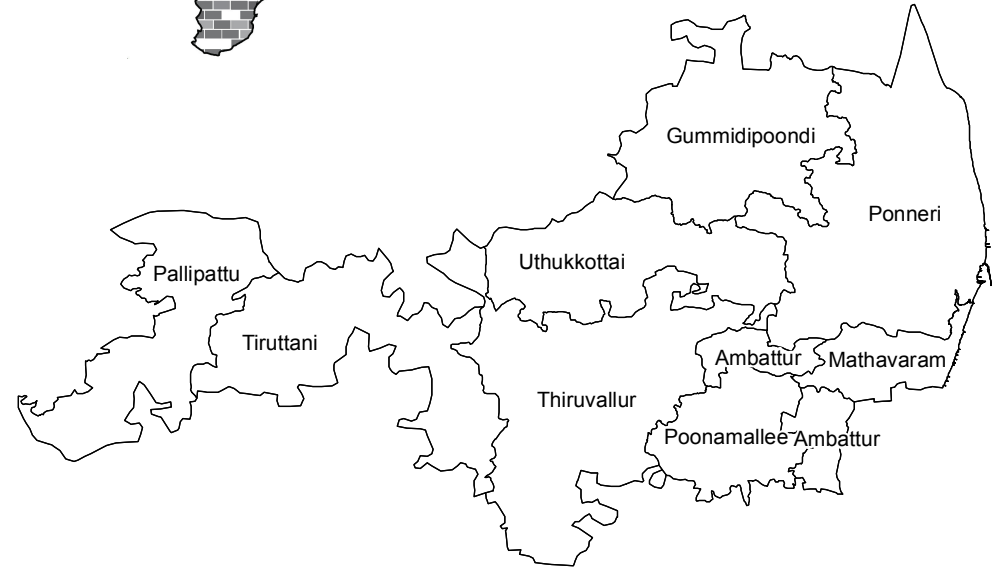 Gummidipoondi
Ponneri
Uthukkottai
Pallipattu
Tiruttani
Ambattur
Mathavaram
Thiruvallur
Poonamallee
Ambattur